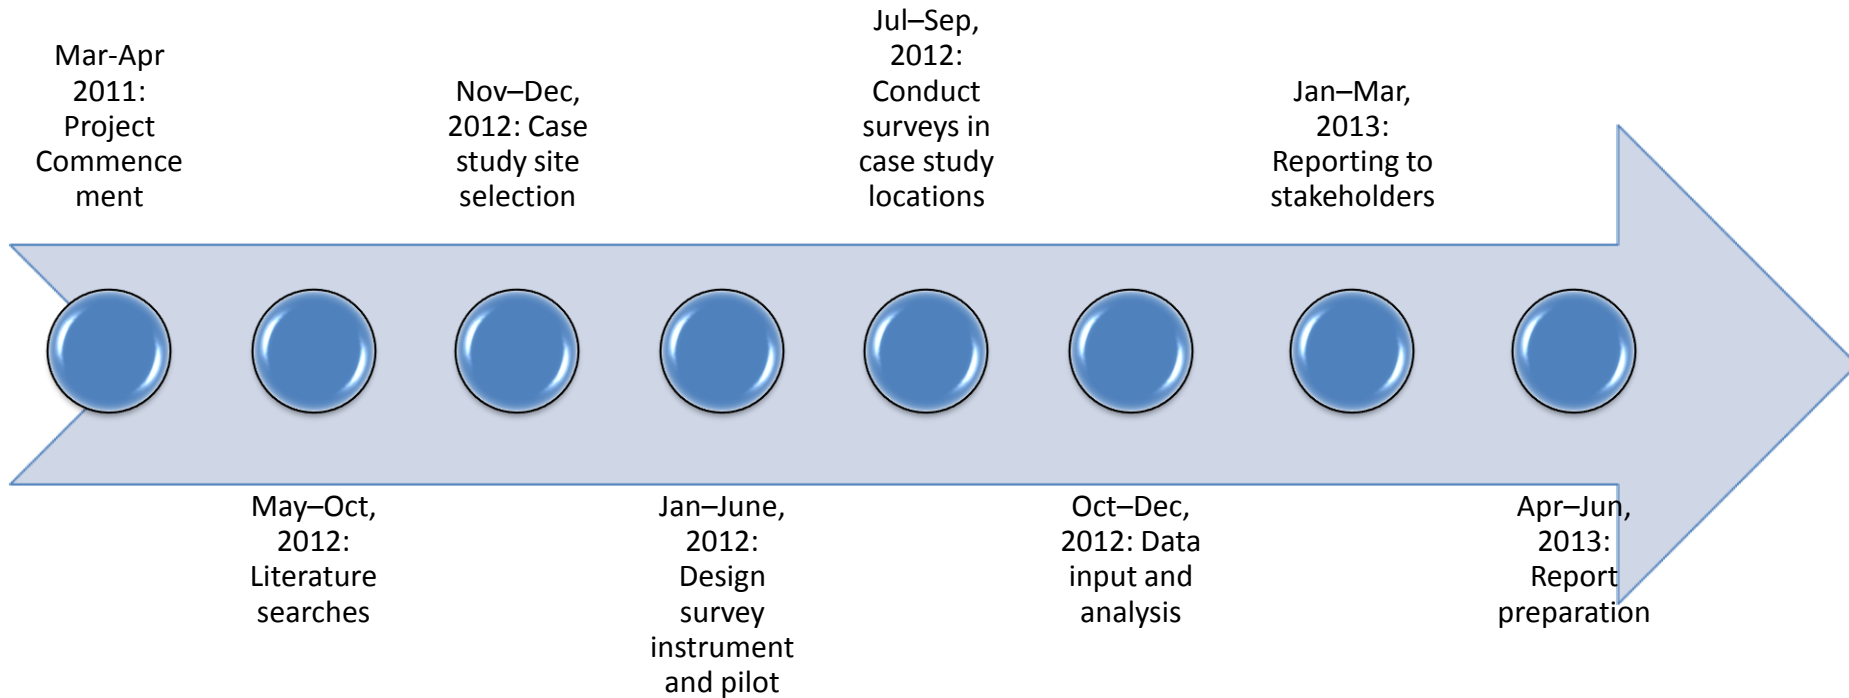 Mar-Apr
2011:
Project
Commence
ment
May–Oct,
2012:
Literature
searches
Nov–Dec,
2012: Case
study site
selection
Jan–June,
2012:
Design
survey
instrument
and pilot
Jul–Sep,
2012:
Conduct
surveys in
case study
locations
Oct–Dec,
2012: Data
input and
analysis
Jan–Mar,
2013:
Reporting to
stakeholders
Apr–Jun,
2013:
Report
preparation